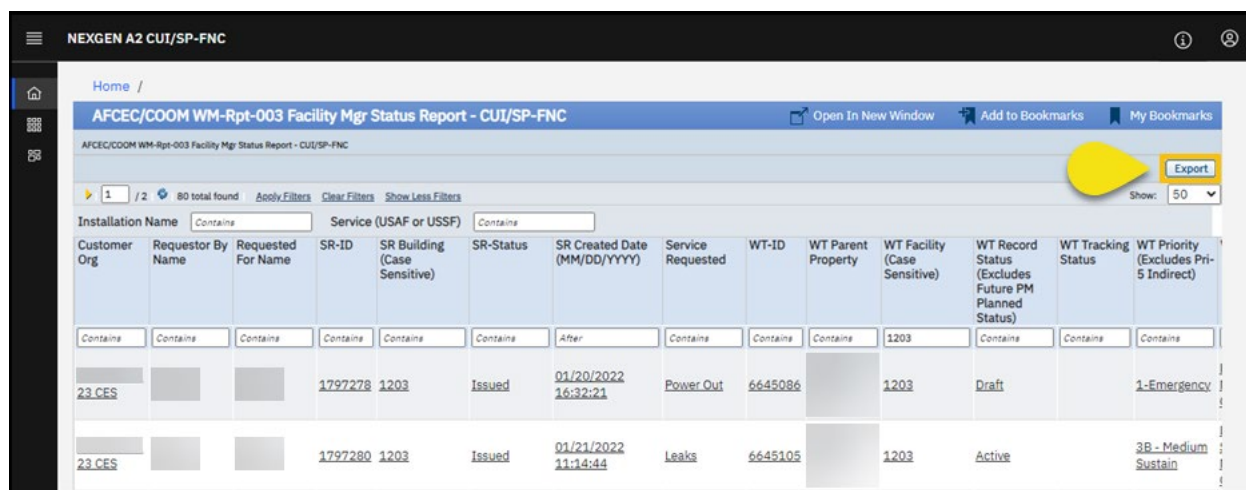 NEXGEN A2 CUI/SP-FNC
Home /
AFCEC/COOM WM-Rpt-003 Facility Mgr Status Report - CUI/SP-FNC Open In New Window Add to Bookmarks My Bookmarks
AFCEC/COOM WM-Rpt-003 Facility Mgr Status Report - CUI/SP-FNC
Export
1 / 2 80 total found Apply Filters Clear Filters Show Less Filters Show: 50
Installation Name Contains Service (USAF or USSF) Contains
Customer Requestor By Requested SR-ID SR Building SR-Status SR Created Date Service WT-ID WT Parent WT Facility WT Record WT Tracking WT Priority
Org Name For Name (Case (MM/DD/YYYY) Requested Property (Case Status Status (Excludes Pri-
Sensitive) Sensitive) (Excludes 5 Indirect)
Future PM
Planned
Status)
Contains Contains Contains Contains Contains Contains After Contains Contains Contains 1203 Contains Contains Contains
01/20/2022
23 CES 1797278 1203 Issued 16:32:21 Power Out 6645086 1203 Draft 1-Emergency
01/21/2022 3B - Medium
23 CES 1797280 1203 Issued 11:14:44 Leaks 6645105 1203 Active Sustain